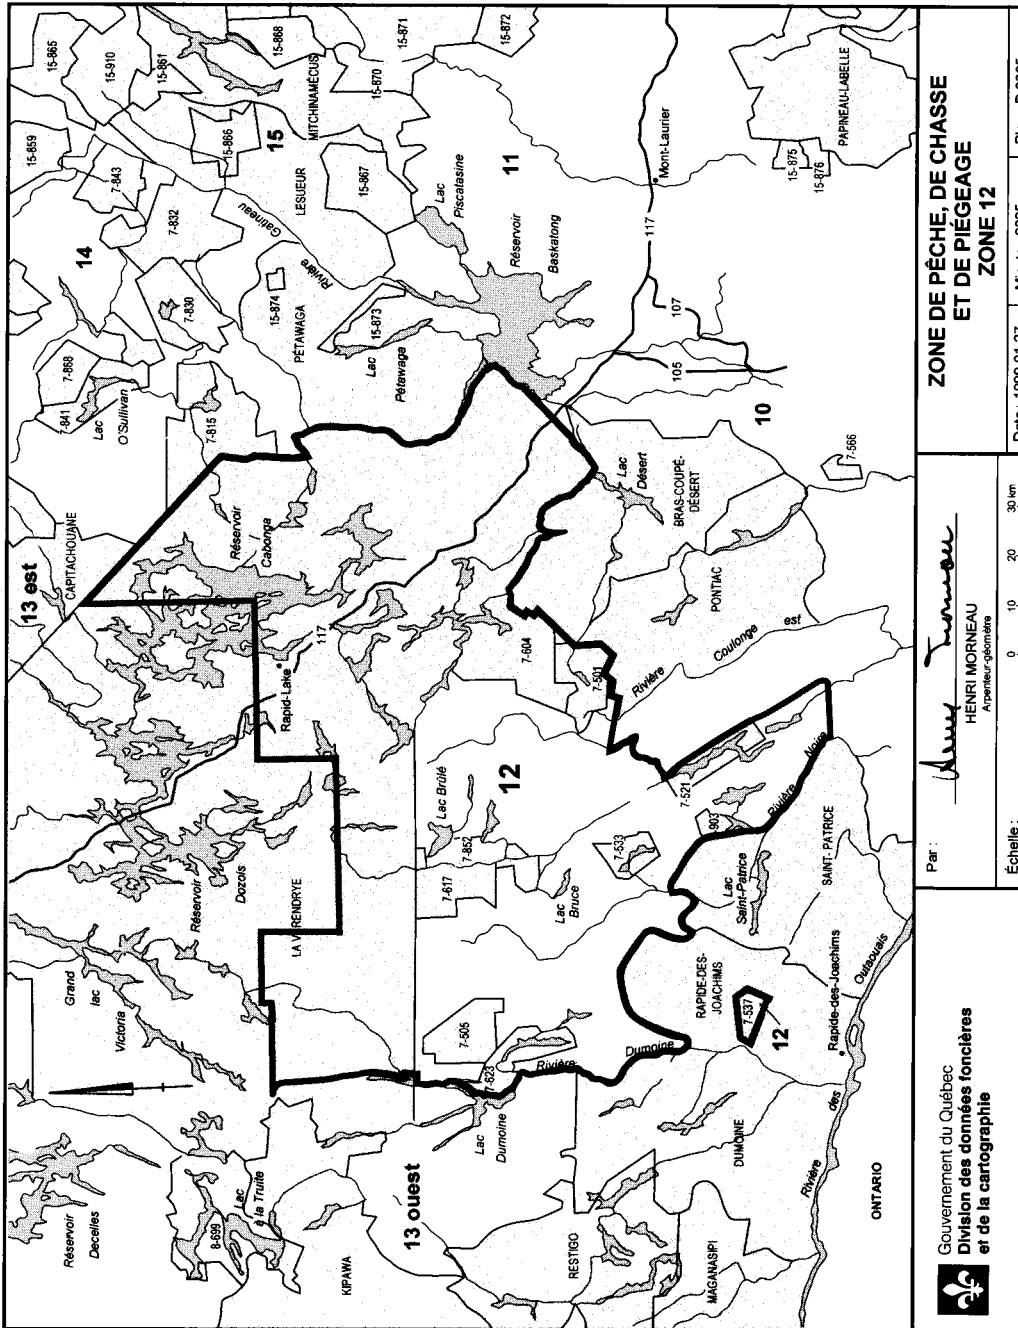 Réservoir
Decelles
8-699
Lac
à la Truite
KIPAWA
13 ouest
RESTIGO
MAGANASIPI
Grand
lac
Victoria
Lac
Dumoine
7-623
7-505
Rivière
Dumoine
DUMOINE
Rivière
des
Outaouais
ONTARIO
Réservoir
Dozois
LA VÉRENDRYE
7-617
Lac Brûlé
7-852
12
Lac
Bruce
7-533
RAPIDE-DES-
JOACHIMS
7-537
12
Rapide-des-Joachims
Lac
Saint-Patrice
SAINT-PATRICE
7-521
Rivière
Noire
13 est
CAPITACHOUANE
Réservoir
Cabonga
Rapid-Lake
117
7-604
7-501
Rivière
Coulonge
est
PONTIAC
BRAS-COUPÉ-
DÉSERT
Lac
Désert
7-566
10
7-841
7-868
Lac
O'Sullivan
7-815
14
7-830
7-832
7-843
15-859
15-865
15-910
15-861
15-866
15
15-868
15-871
15-872
15-870
MITCHINAMÉCUS
LESUEUR
15-867
Rivière
Gatineau
15-874
PÉTAWAGA
15-873
Lac
Pétawaga
Lac
Piscatasine
Réservoir
Baskatong
11
Mont-Laurier
117
107
105
15-875
15-876
PAPINEAU-LABELLE
Gouvernement du Québec
Division des données foncières
et de la cartographie
Par :
HENRI MORNEAU
Arpenteur-géomètre
Échelle :
0 10 20 30 km
ZONE DE PÊCHE, DE CHASSE
ET DE PIÉGEAGE
ZONE 12